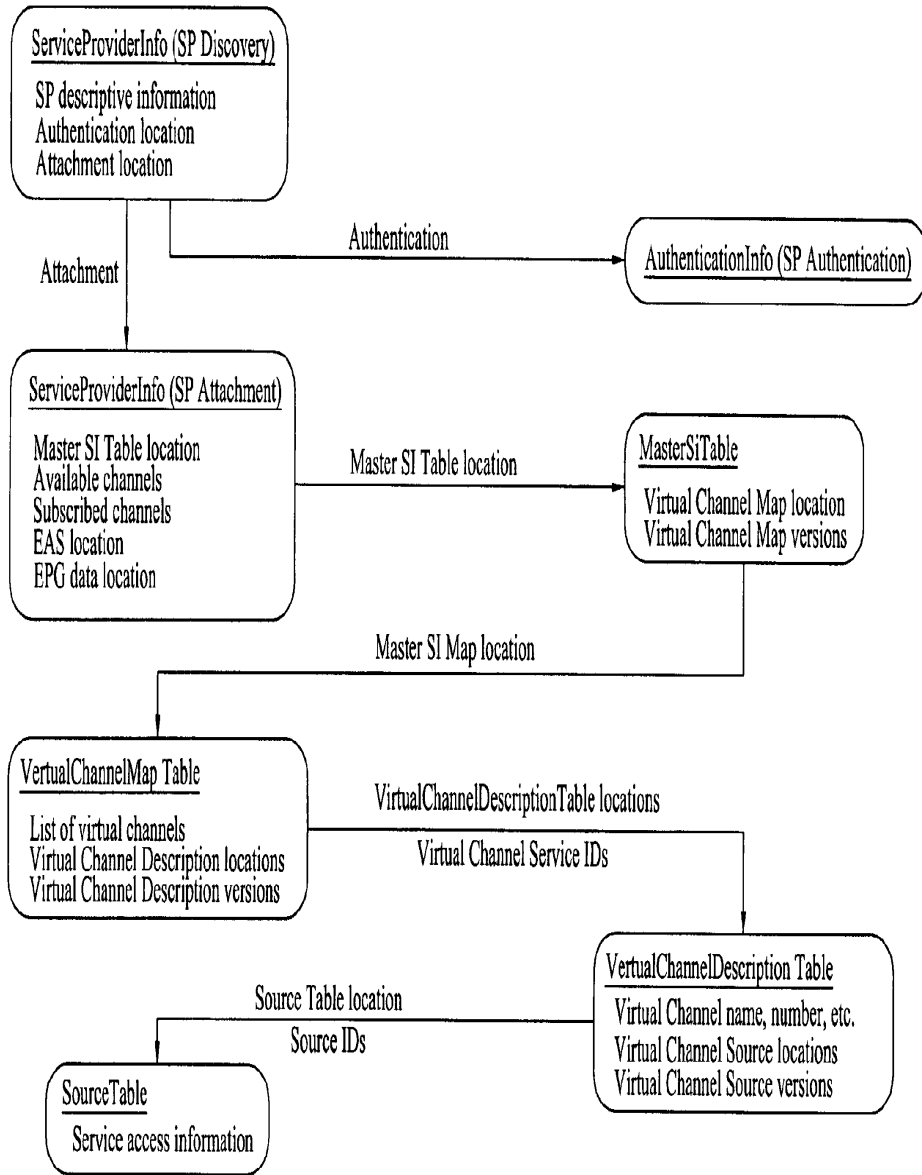 ServiceProviderInfo (SP Discovery)
SP descriptive information
Authentication location
Attachment location
Authentication
Attachment
AuthenticationInfo (SP Authentication)
ServiceProviderInfo (SP Attachment)
Master SI Table location
Available channels
Subscribed channels
EAS location
EPG data location
Master SI Table location
MasterSiTable
Virtual Channel Map location
Virtual Channel Map versions
Master SI Map location
VertualChannelMap Table
List of virtual channels
Virtual Channel Description locations
Virtual Channel Description versions
VirtualChannelDescriptionTable locations
Virtual Channel Service IDs
VertualChannelDescription Table
Virtual Channel name, number, etc.
Virtual Channel Source locations
Virtual Channel Source versions
Source Table location
Source IDs
SourceTable
Service access information